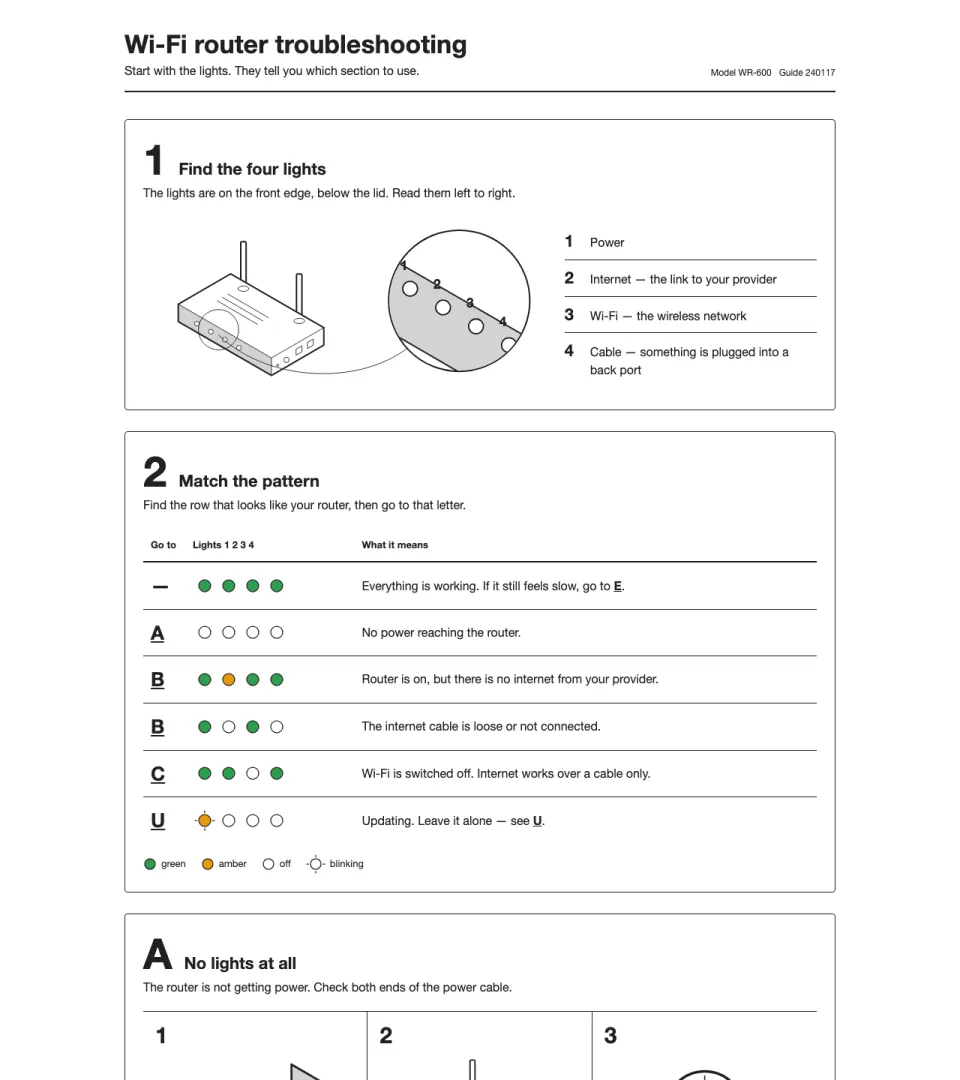 Wi-Fi router troubleshooting
Start with the lights. They tell you which section to use.
Model WR-600 Guide 240117
1 Find the four lights
The lights are on the front edge, below the lid. Read them left to right.
1
2
3
4
1 Power
2 Internet — the link to your provider
3 Wi-Fi — the wireless network
4 Cable — something is plugged into a
back port
2 Match the pattern
Find the row that looks like your router, then go to that letter.
Go to Lights 1 2 3 4 What it means
— Everything is working. If it still feels slow, go to E.
A No power reaching the router.
B Router is on, but there is no internet from your provider.
B The internet cable is loose or not connected.
C Wi-Fi is switched off. Internet works over a cable only.
U Updating. Leave it alone — see U.
green amber off blinking
A No lights at all
The router is not getting power. Check both ends of the power cable.
1 2 3